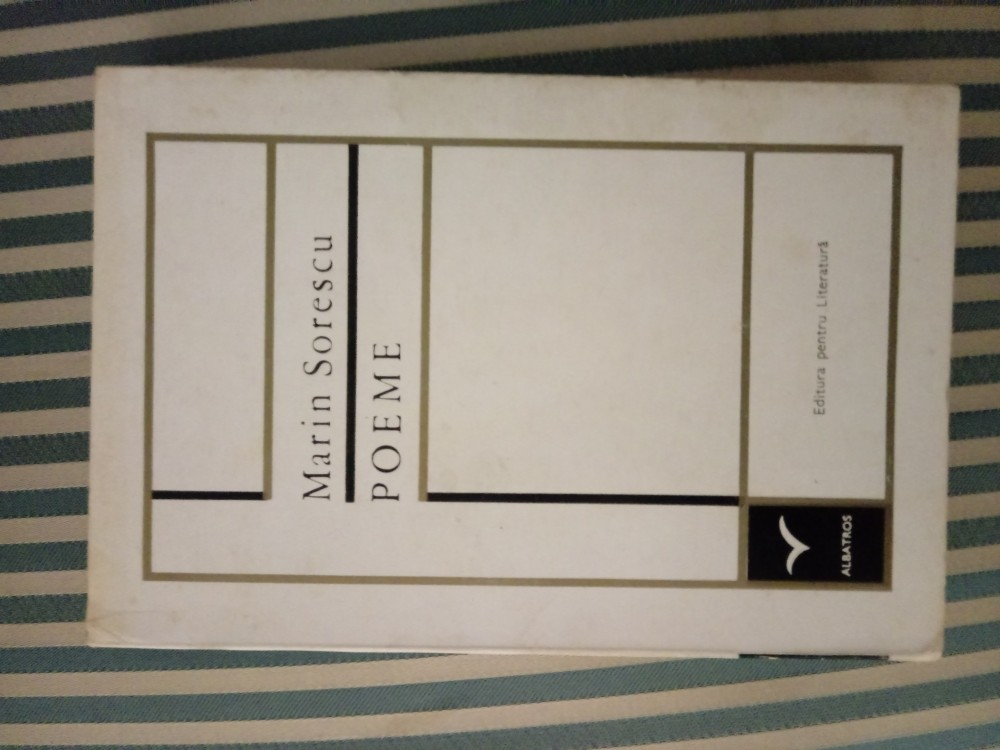 Marin Sorescu
POEME
Editura pentru Literatură
ALBATROS